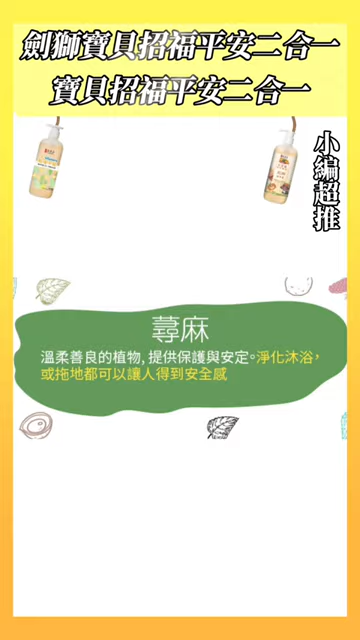 劍獅寶貝招福平安二合一
寶貝招福平安二合一
小編超推
蕁麻
溫柔善良的植物, 提供保護與安定。淨化沐浴,
或拖地都可以讓人得到安全感